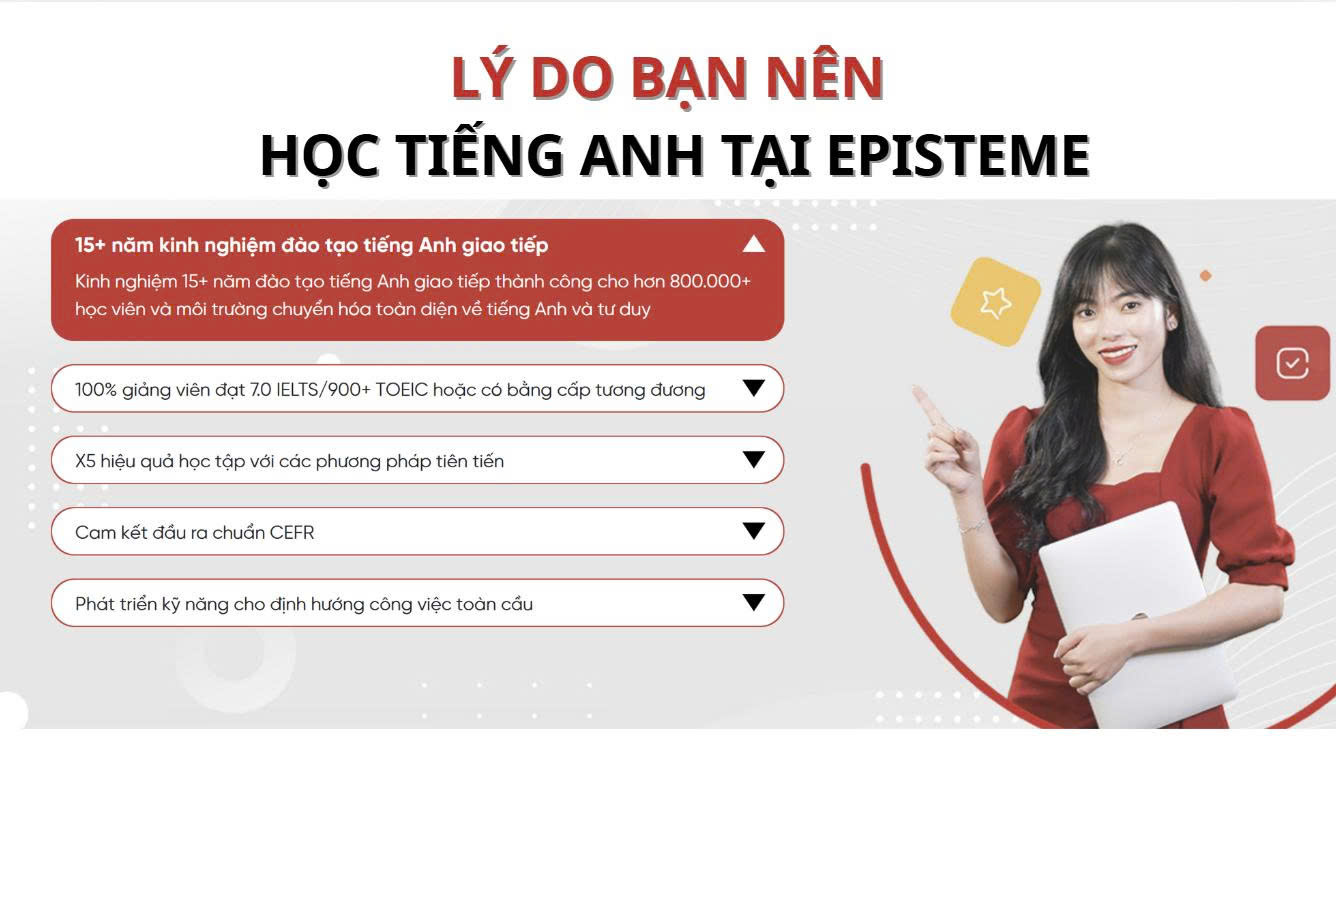 LÝ DO BẠN NÊN
HỌC TIẾNG ANH TẠI EPISTEME
15+ năm kinh nghiệm đào tạo tiếng Anh giao tiếp
Kinh nghiệm 15+ năm đào tạo tiếng Anh giao tiếp thành công cho hơn 800.000+
học viên và môi trường chuyển hóa toàn diện về tiếng Anh và tư duy
100% giảng viên đạt 7.0 IELTS/900+ TOEIC hoặc có bằng cấp tương đương
X5 hiệu quả học tập với các phương pháp tiên tiến
Cam kết đầu ra chuẩn CEFR
Phát triển kỹ năng cho định hướng công việc toàn cầu